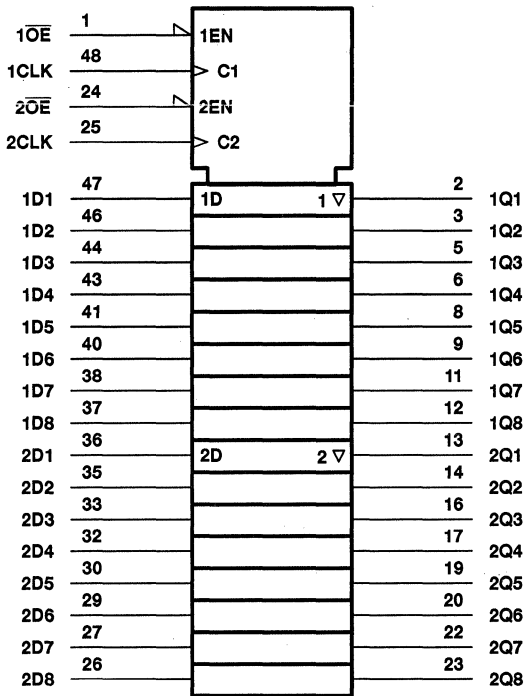 1O̅E̅ 1 1EN
1CLK 48 C1
2O̅E̅ 24 2EN
2CLK 25 C2
1D1 47 1D 1 ▽ 2 1Q1
1D2 46 3 1Q2
1D3 44 5 1Q3
1D4 43 6 1Q4
1D5 41 8 1Q5
1D6 40 9 1Q6
1D7 38 11 1Q7
1D8 37 12 1Q8
2D1 36 2D 2 ▽ 13 2Q1
2D2 35 14 2Q2
2D3 33 16 2Q3
2D4 32 17 2Q4
2D5 30 19 2Q5
2D6 29 20 2Q6
2D7 27 22 2Q7
2D8 26 23 2Q8